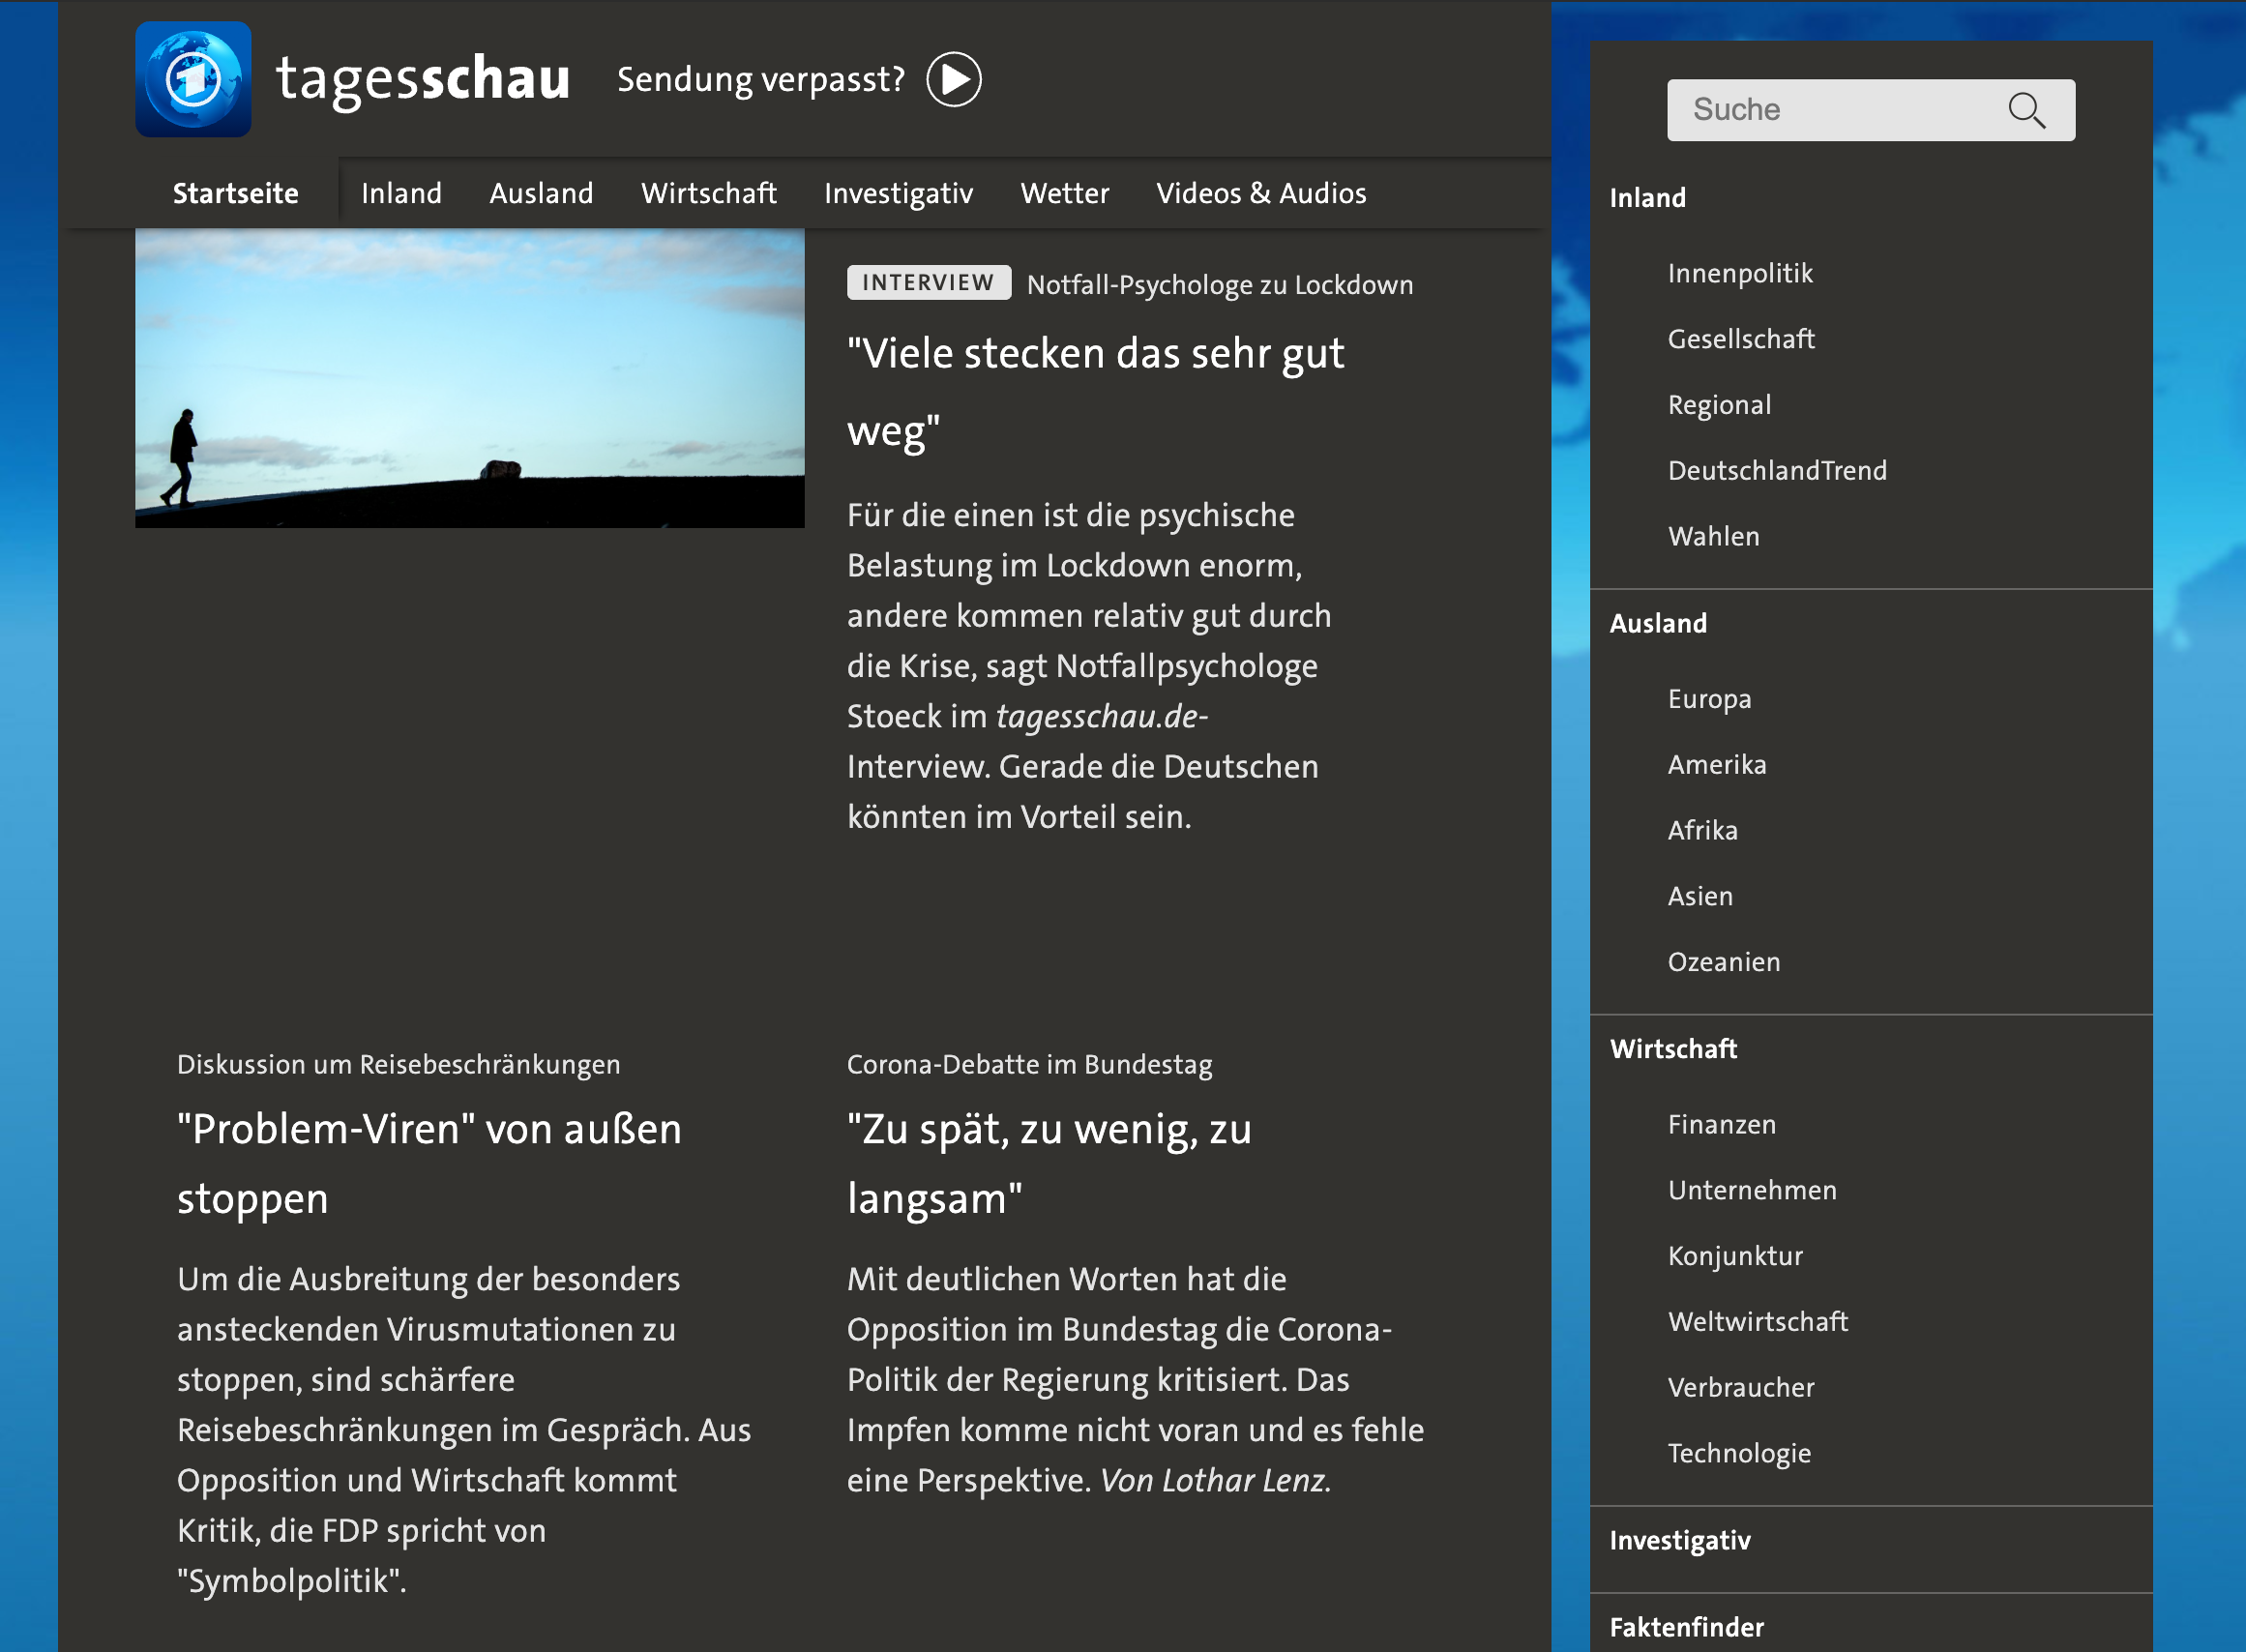 tagesschau Sendung verpasst?
Suche
Startseite Inland Ausland Wirtschaft Investigativ Wetter Videos & Audios
INTERVIEW Notfall-Psychologe zu Lockdown
"Viele stecken das sehr gut
weg"
Für die einen ist die psychische
Belastung im Lockdown enorm,
andere kommen relativ gut durch
die Krise, sagt Notfallpsychologe
Stoeck im tagesschau.de-
Interview. Gerade die Deutschen
könnten im Vorteil sein.
Diskussion um Reisebeschränkungen
"Problem-Viren" von außen
stoppen
Um die Ausbreitung der besonders
ansteckenden Virusmutationen zu
stoppen, sind schärfere
Reisebeschränkungen im Gespräch. Aus
Opposition und Wirtschaft kommt
Kritik, die FDP spricht von
"Symbolpolitik".
Corona-Debatte im Bundestag
"Zu spät, zu wenig, zu
langsam"
Mit deutlichen Worten hat die
Opposition im Bundestag die Corona-
Politik der Regierung kritisiert. Das
Impfen komme nicht voran und es fehle
eine Perspektive. Von Lothar Lenz.
Inland
Innenpolitik
Gesellschaft
Regional
DeutschlandTrend
Wahlen
Ausland
Europa
Amerika
Afrika
Asien
Ozeanien
Wirtschaft
Finanzen
Unternehmen
Konjunktur
Weltwirtschaft
Verbraucher
Technologie
Investigativ
Faktenfinder